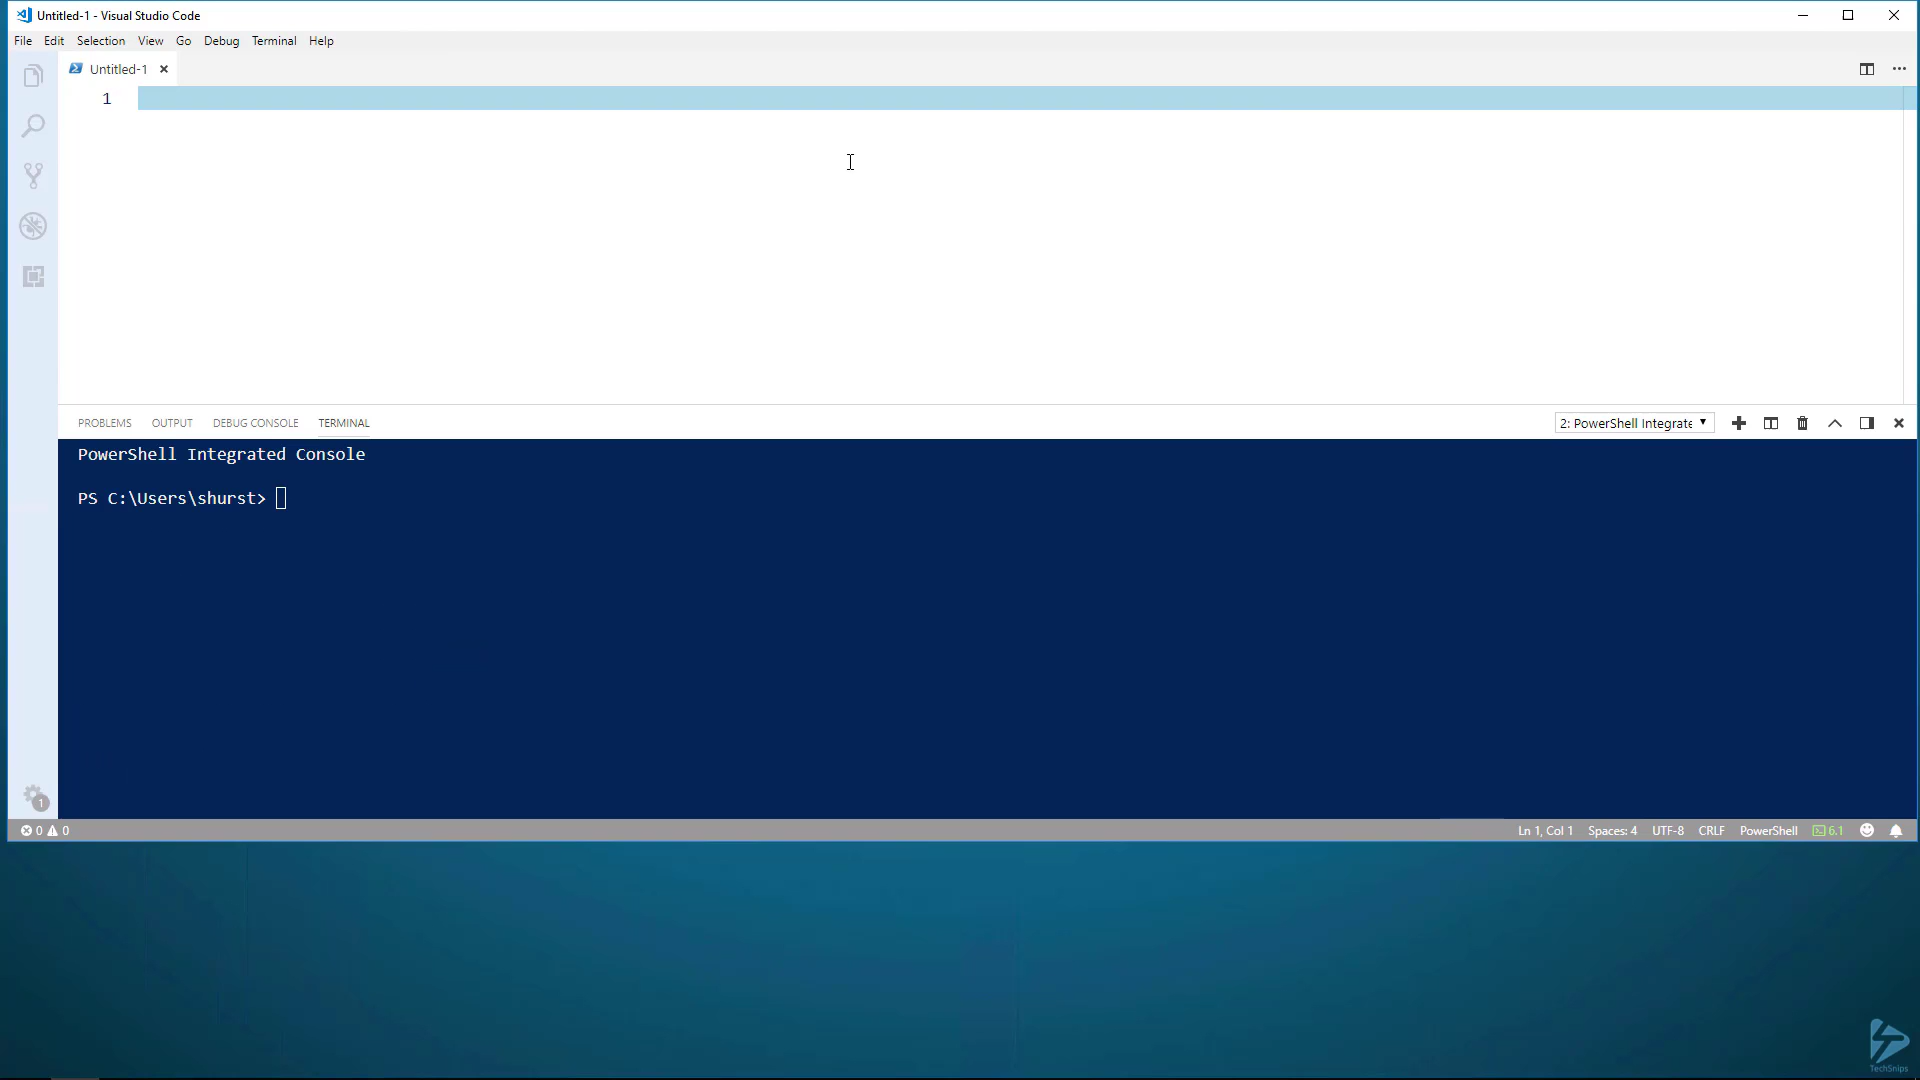 Untitled-1 - Visual Studio Code
File Edit Selection View Go Debug Terminal Help
Untitled-1
1
PROBLEMS OUTPUT DEBUG CONSOLE TERMINAL
2: PowerShell Integrate
PowerShell Integrated Console
PS C:\Users\shurst>
1
0 0
Ln 1, Col 1 Spaces: 4 UTF-8 CRLF PowerShell 6.1
TechSnips